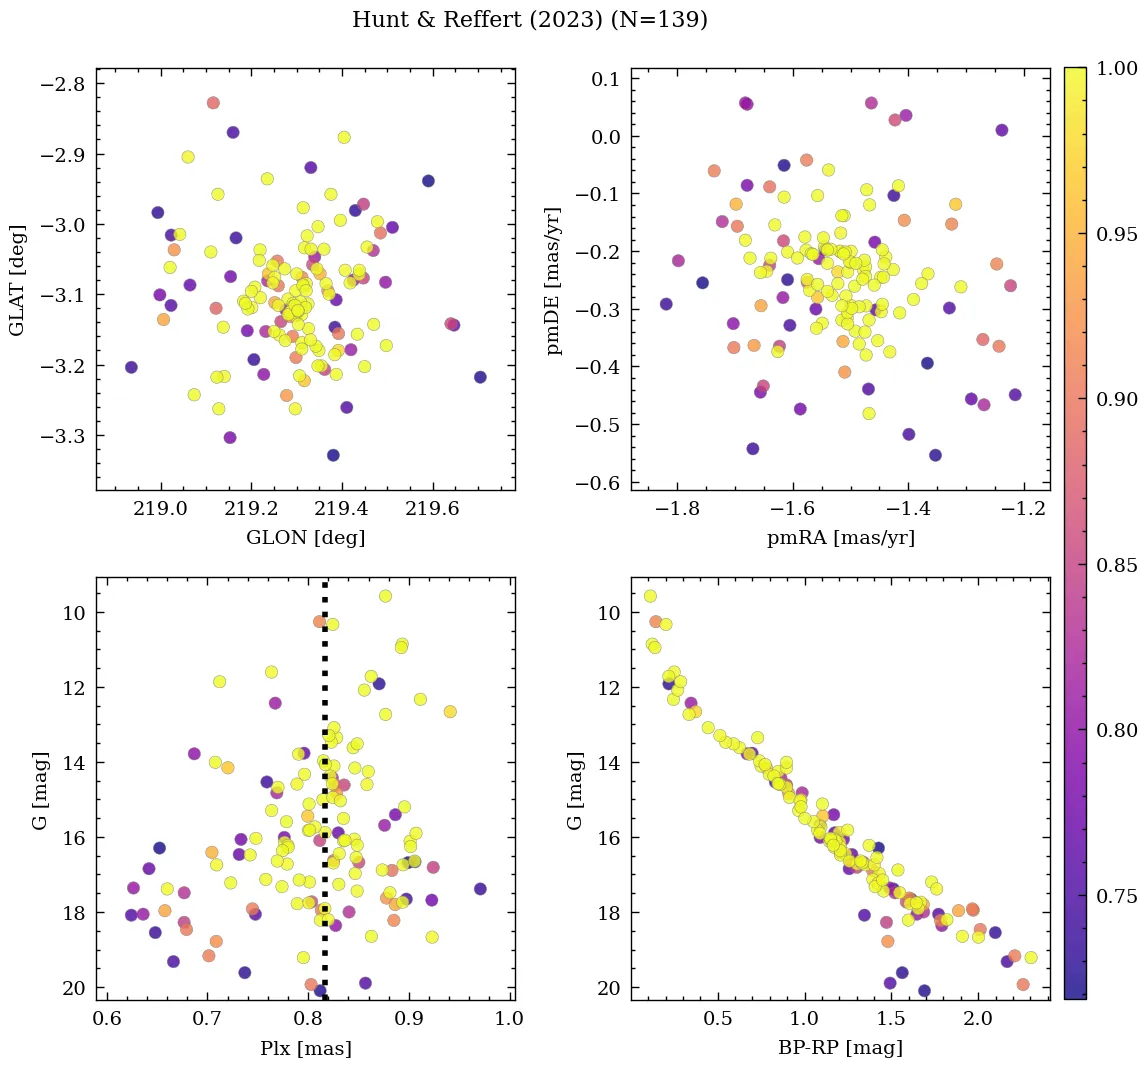 Hunt & Reffert (2023) (N=139)
−2.8
−2.9
−3.0
−3.1
−3.2
−3.3
GLAT [deg]
219.0 219.2 219.4 219.6
GLON [deg]
0.1
0.0
−0.1
−0.2
−0.3
−0.4
−0.5
−0.6
pmDE [mas/yr]
−1.8 −1.6 −1.4 −1.2
pmRA [mas/yr]
1.00
0.95
0.90
0.85
0.80
0.75
10
12
14
16
18
20
G [mag]
0.6 0.7 0.8 0.9 1.0
Plx [mas]
10
12
14
16
18
20
G [mag]
0.5 1.0 1.5 2.0
BP-RP [mag]